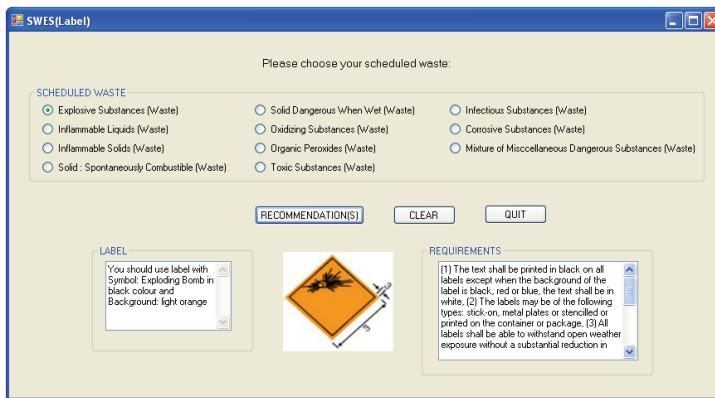 SWES(Label)
Please choose your scheduled waste:
SCHEDULED WASTE
Explosive Substances (Waste)
Solid Dangerous When Wet (Waste)
Infectious Substances (Waste)
Inflammable Liquids (Waste)
Oxidizing Substances (Waste)
Corrosive Substances (Waste)
Inflammable Solids (Waste)
Organic Peroxides (Waste)
Mixture of Misccellaneous Dangerous Substances (Waste)
Solid : Spontaneously Combustible (Waste)
Toxic Substances (Waste)
RECOMMENDATION(S)
CLEAR
QUIT
LABEL
You should use label with
Symbol: Exploding Bomb in
black colour and
Background: light orange
3
3
REQUIREMENTS
(1) The text shall be printed in black on all
labels except when the background of the
label is black, red or blue, the text shall be in
white, (2) The labels may be of the following
types: stick-on, metal plates or stencilled or
printed on the container or package, (3) All
labels shall be able to withstand open weather
exposure without a substantial reduction in